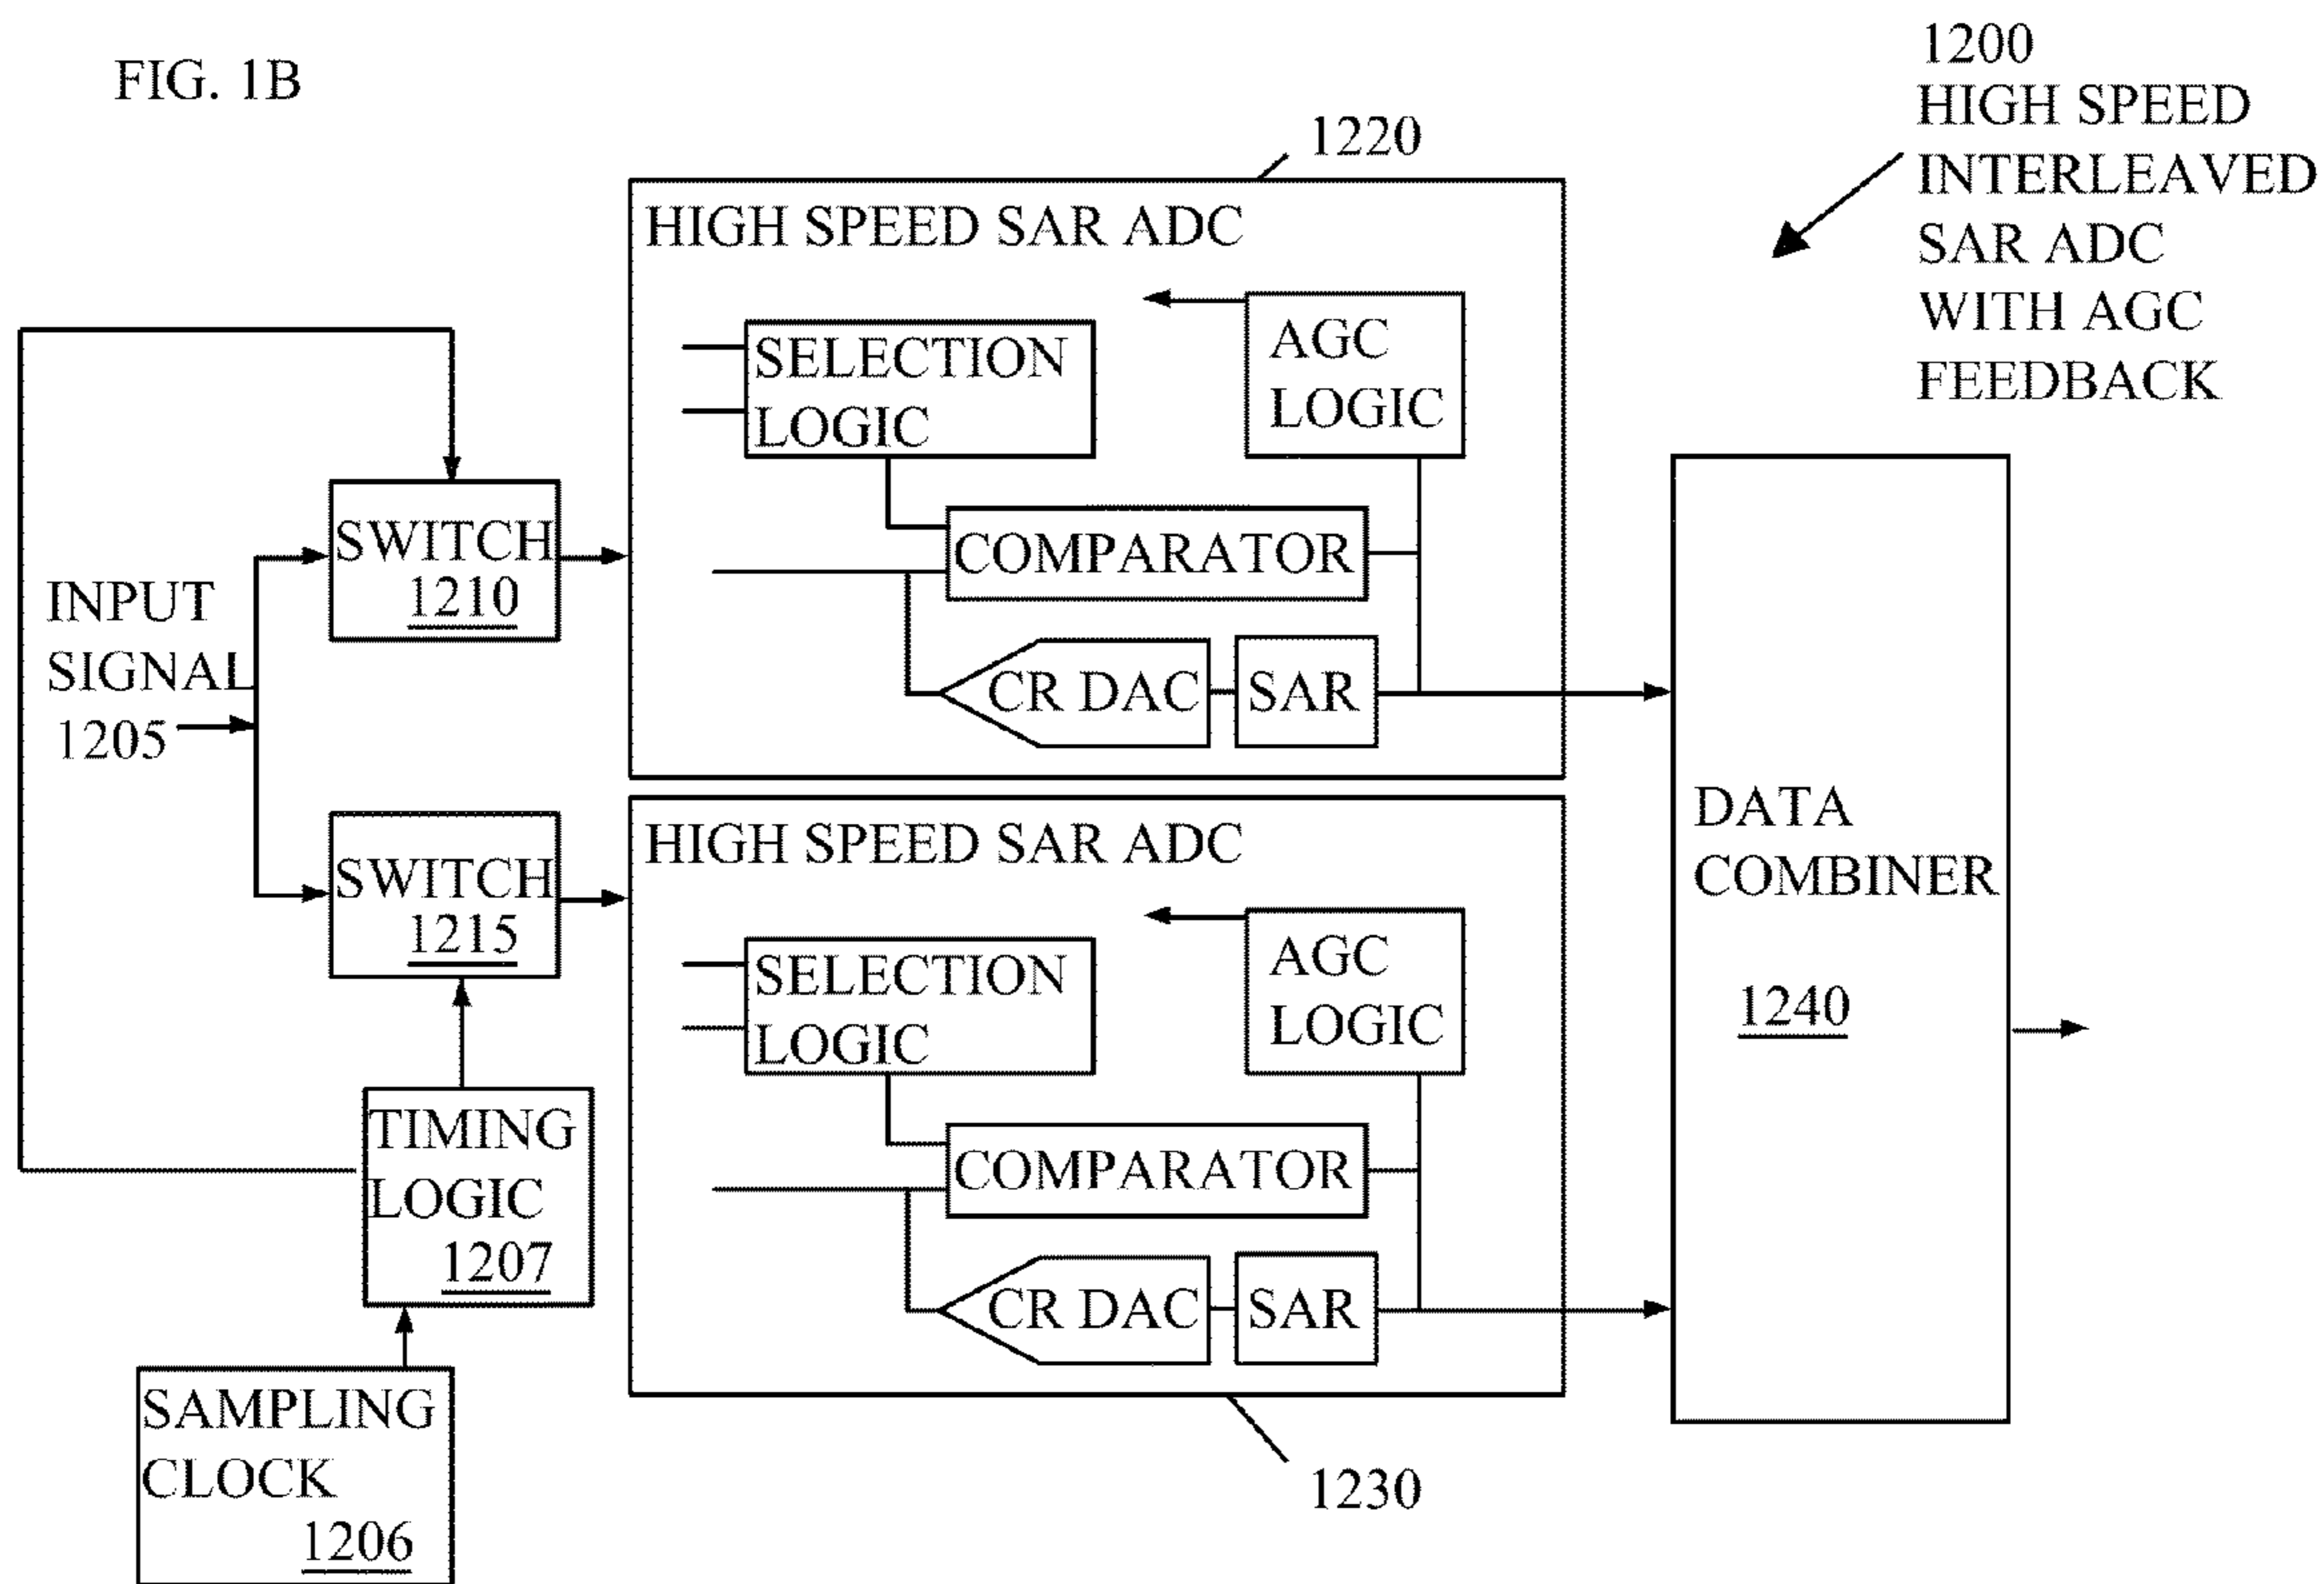 FIG. 1B
1200
HIGH SPEED
INTERLEAVED
SAR ADC
WITH AGC
FEEDBACK
1220
HIGH SPEED SAR ADC
SELECTION
LOGIC
AGC
LOGIC
COMPARATOR
CR DAC
SAR
SWITCH
1210
INPUT
SIGNAL
1205
SWITCH
1215
TIMING
LOGIC
1207
SAMPLING
CLOCK
1206
HIGH SPEED SAR ADC
SELECTION
LOGIC
AGC
LOGIC
COMPARATOR
CR DAC
SAR
1230
DATA
COMBINER
1240